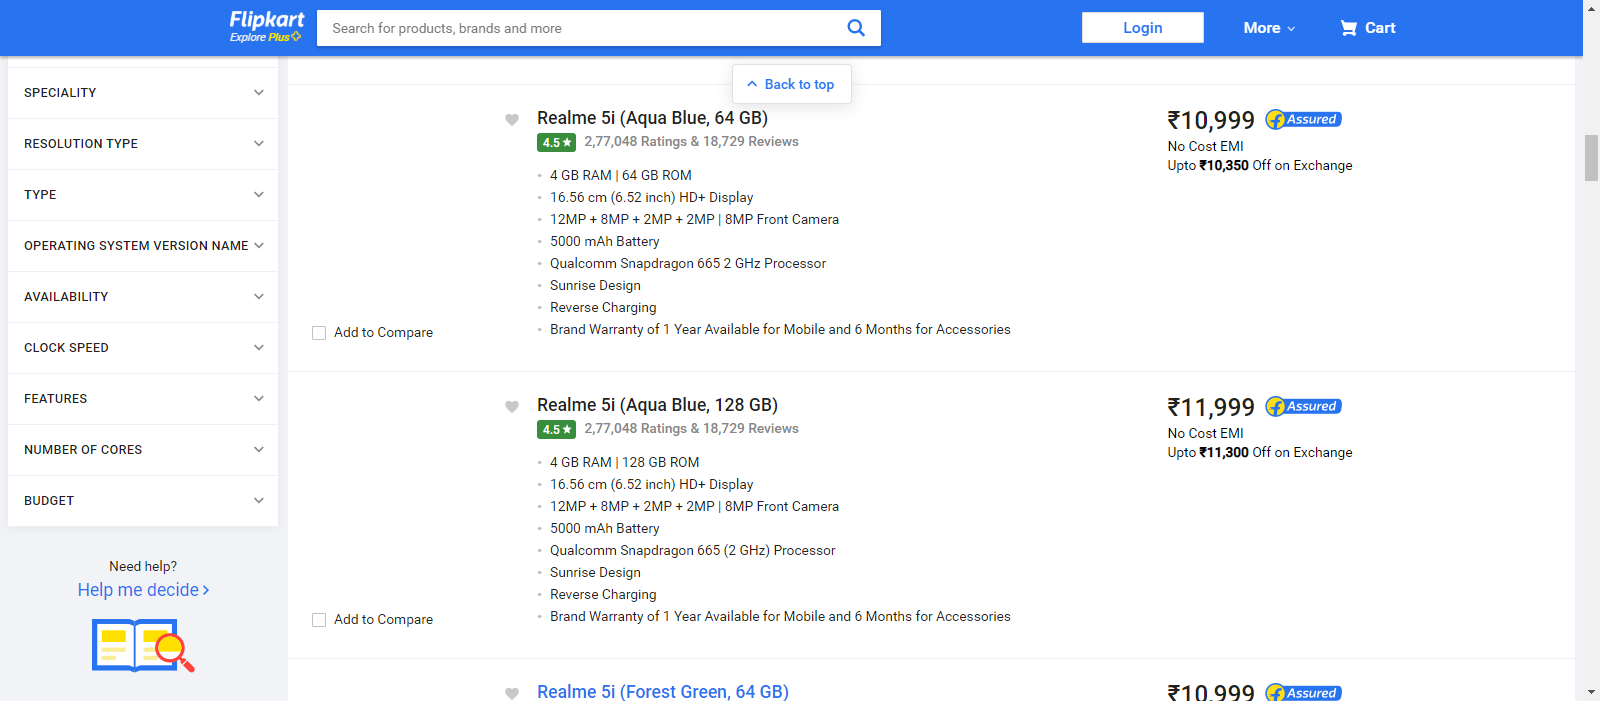 Flipkart
Explore Plus
Search for products, brands and more
Login
More
Cart
Back to top
SPECIALITY
RESOLUTION TYPE
TYPE
OPERATING SYSTEM VERSION NAME
AVAILABILITY
CLOCK SPEED
FEATURES
NUMBER OF CORES
BUDGET
Need help?
Help me decide
Realme 5i (Aqua Blue, 64 GB)
4.5★ 2,77,048 Ratings & 18,729 Reviews
4 GB RAM | 64 GB ROM
16.56 cm (6.52 inch) HD+ Display
12MP + 8MP + 2MP + 2MP | 8MP Front Camera
5000 mAh Battery
Qualcomm Snapdragon 665 2 GHz Processor
Sunrise Design
Reverse Charging
Brand Warranty of 1 Year Available for Mobile and 6 Months for Accessories
Add to Compare
₹10,999 Assured
No Cost EMI
Upto ₹10,350 Off on Exchange
Realme 5i (Aqua Blue, 128 GB)
4.5★ 2,77,048 Ratings & 18,729 Reviews
4 GB RAM | 128 GB ROM
16.56 cm (6.52 inch) HD+ Display
12MP + 8MP + 2MP + 2MP | 8MP Front Camera
5000 mAh Battery
Qualcomm Snapdragon 665 (2 GHz) Processor
Sunrise Design
Reverse Charging
Brand Warranty of 1 Year Available for Mobile and 6 Months for Accessories
Add to Compare
₹11,999 Assured
No Cost EMI
Upto ₹11,300 Off on Exchange
Realme 5i (Forest Green, 64 GB)
₹10,999 Assured